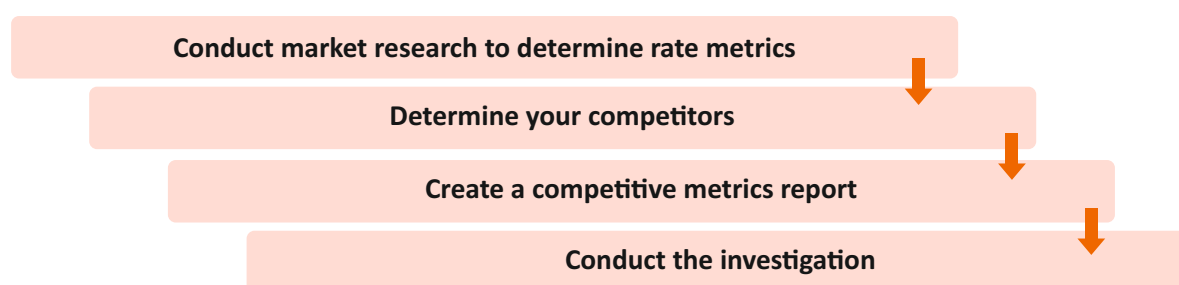 Conduct market research to determine rate metrics
Determine your competitors
Create a competitive metrics report
Conduct the investigation